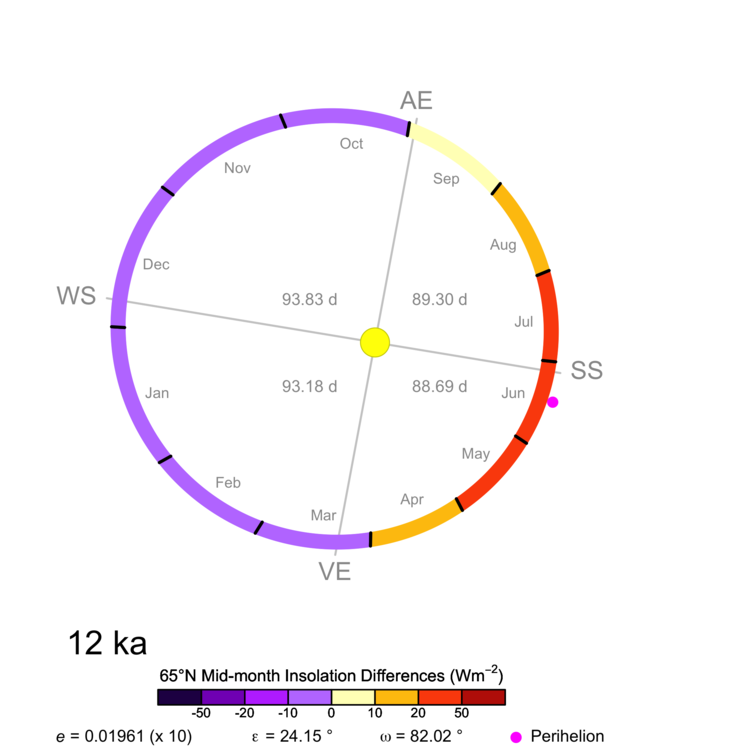 AE
Oct
Nov
Sep
Aug
Dec
WS
93.83 d
89.30 d
Jul
SS
93.18 d
88.69 d
Jun
Jan
May
Feb
Apr
Mar
VE
12 ka
65°N Mid-month Insolation Differences (Wm⁻²)
-50 -20 -10 0 10 20 50
e = 0.01961 (x 10) ε = 24.15 ° ω = 82.02 ° Perihelion